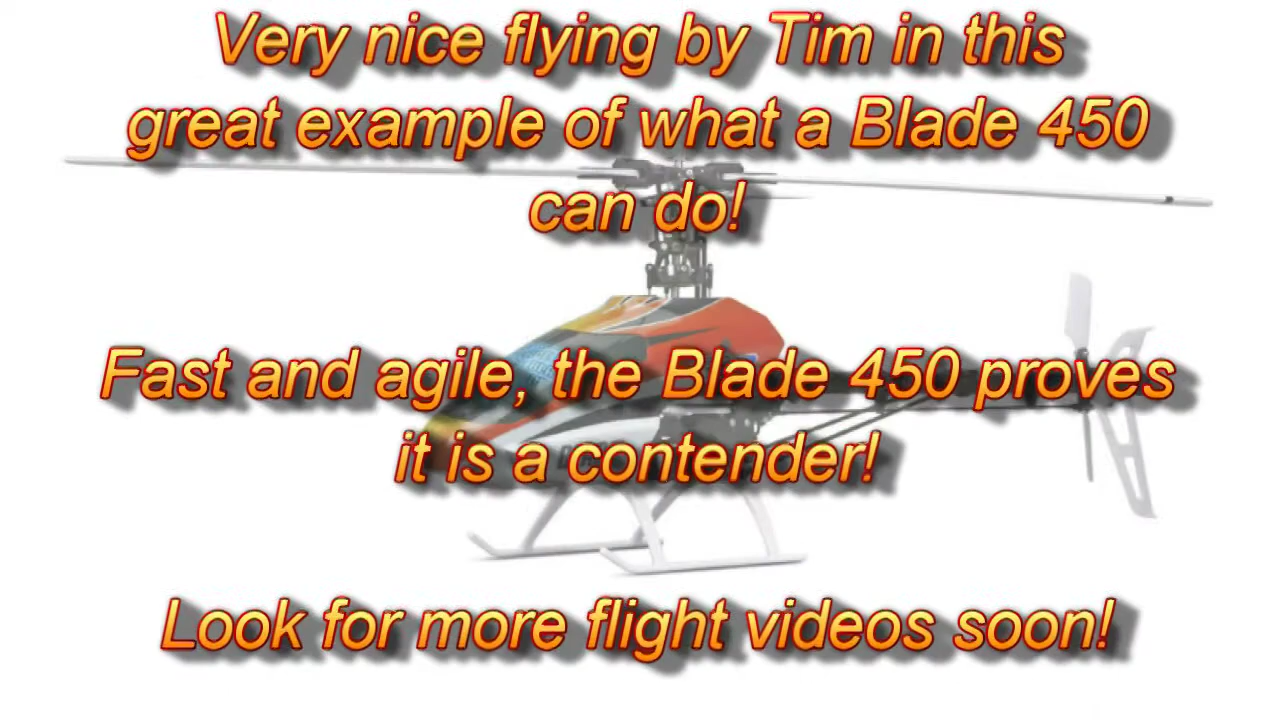 Very nice flying by Tim in this
great example of what a Blade 450
can do!
Fast and agile, the Blade 450 proves
it is a contender!
Look for more flight videos soon!